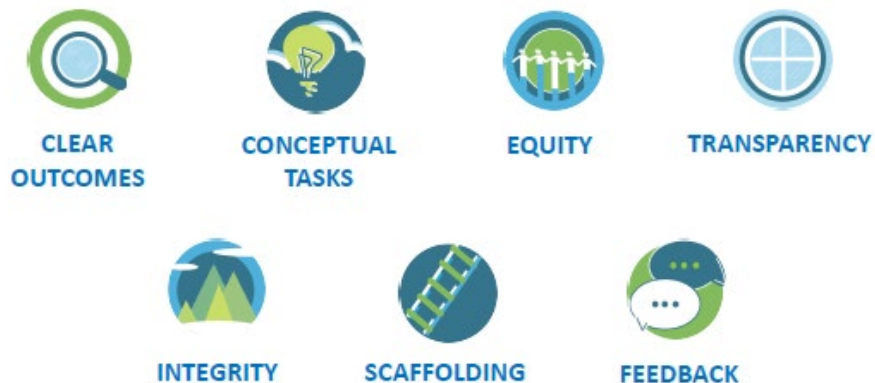 CLEAR
OUTCOMES
CONCEPTUAL
TASKS
EQUITY
TRANSPARENCY
INTEGRITY
SCAFFOLDING
FEEDBACK